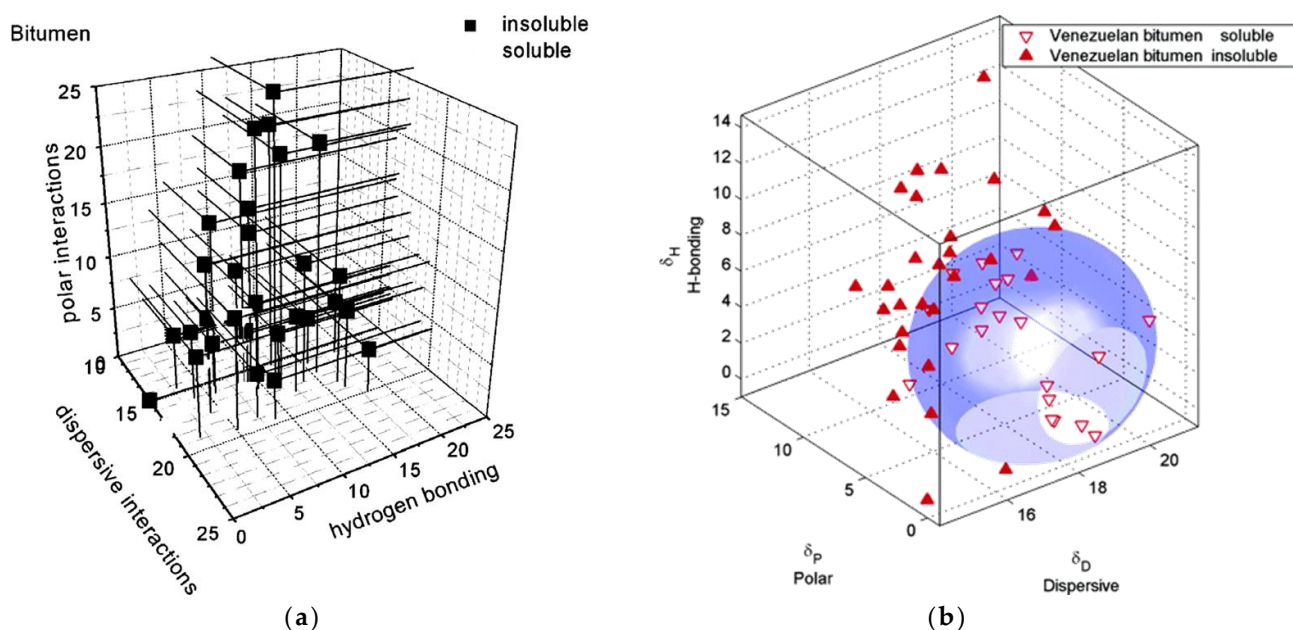 Bitumen
insoluble
soluble
25
20
15
10
5
0
polar interactions
10
15
20
25
dispersive interactions
0
5
10
15
20
25
hydrogen bonding
(a)
Venezuelan bitumen soluble
Venezuelan bitumen insoluble
14
12
10
8
6
4
2
0
δH
H-bonding
15
10
5
0
δP
Polar
16
18
20
δD
Dispersive
(b)